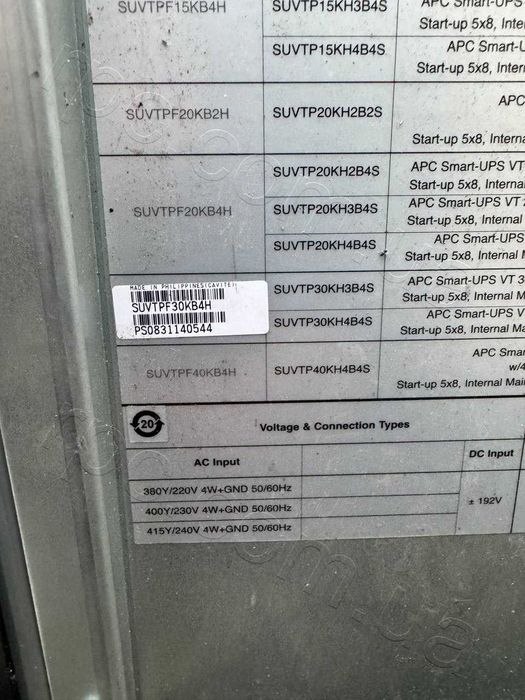 SUVTPF15KB4H
SUVTP15KH3B4S
APC Smart-UPS
Start-up 5x8, Inte
SUVTP15KH4B4S
APC Smart-U
Start-up 5x8, Intern
SUVTPF20KB2H
SUVTP20KH2B2S
APC
Start-up 5x8, Interna
SUVTPF20KB4H
SUVTP20KH2B4S
APC Smart-UPS VT
Start-up 5x8, Interna
SUVTP20KH3B4S
APC Smart-UPS VT 2
Start-up 5x8, Internal
SUVTP20KH4B4S
APC Smart-U
Start-up 5x8, Internal M
MADE IN PHILIPPINES(CAVITE)
SUVTPF30KB4H
PS0831140544
SUVTP30KH3B4S
APC Smart-UPS VT 3
Start-up 5x8, Internal M
SUVTP30KH4B4S
APC Smart-UPS V
Start-up 5x8, Internal Ma
SUVTPF40KB4H
SUVTP40KH4B4S
APC Smar
w/4
Start-up 5x8, Internal Main
20
Voltage & Connection Types
AC Input
DC Input
380Y/220V 4W+GND 50/60Hz
400Y/230V 4W+GND 50/60Hz
± 192V
415Y/240V 4W+GND 50/60Hz